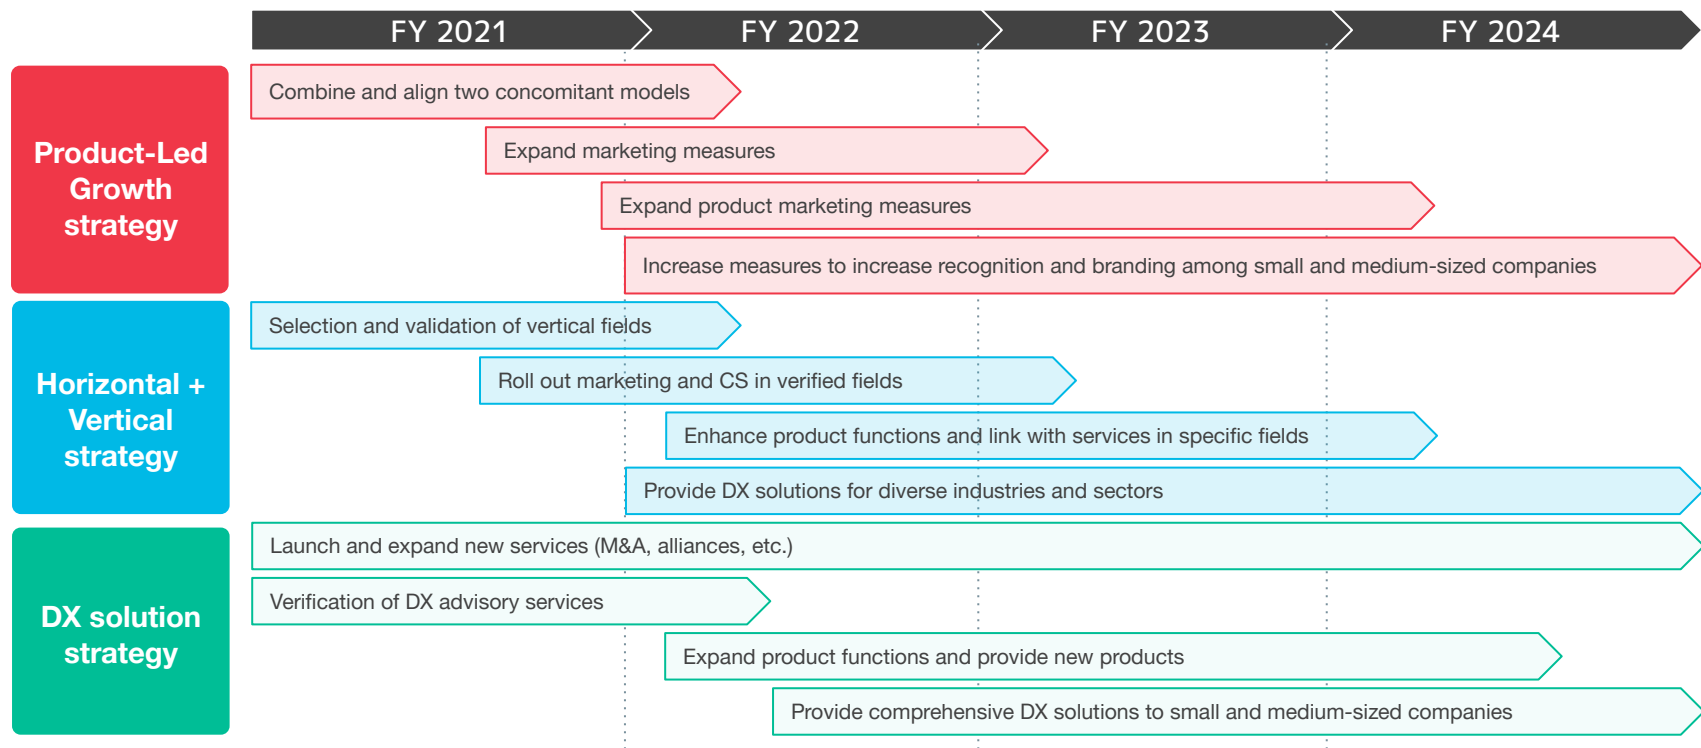 FY 2021
FY 2022
FY 2023
FY 2024
Product-Led
Growth
strategy
Combine and align two concomitant models
Expand marketing measures
Expand product marketing measures
Increase measures to increase recognition and branding among small and medium-sized companies
Horizontal +
Vertical
strategy
Selection and validation of vertical fields
Roll out marketing and CS in verified fields
Enhance product functions and link with services in specific fields
Provide DX solutions for diverse industries and sectors
DX solution
strategy
Launch and expand new services (M&A, alliances, etc.)
Verification of DX advisory services
Expand product functions and provide new products
Provide comprehensive DX solutions to small and medium-sized companies